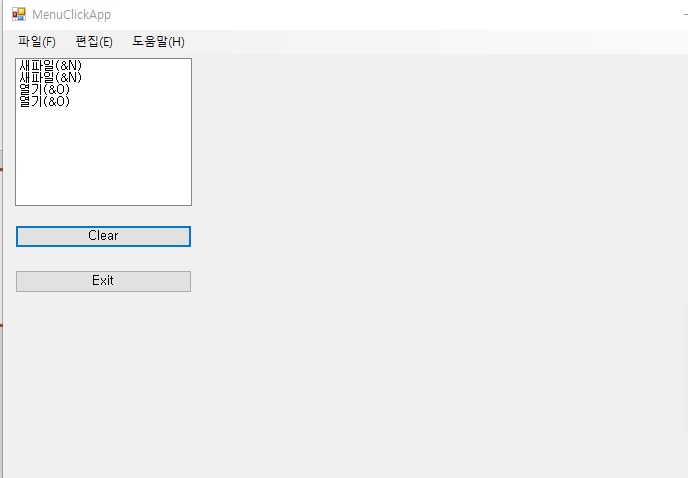 MenuClickApp
파일(F) 편집(E) 도움말(H)
새파일(&N)
새파일(&N)
열기(&O)
열기(&O)
Clear
Exit